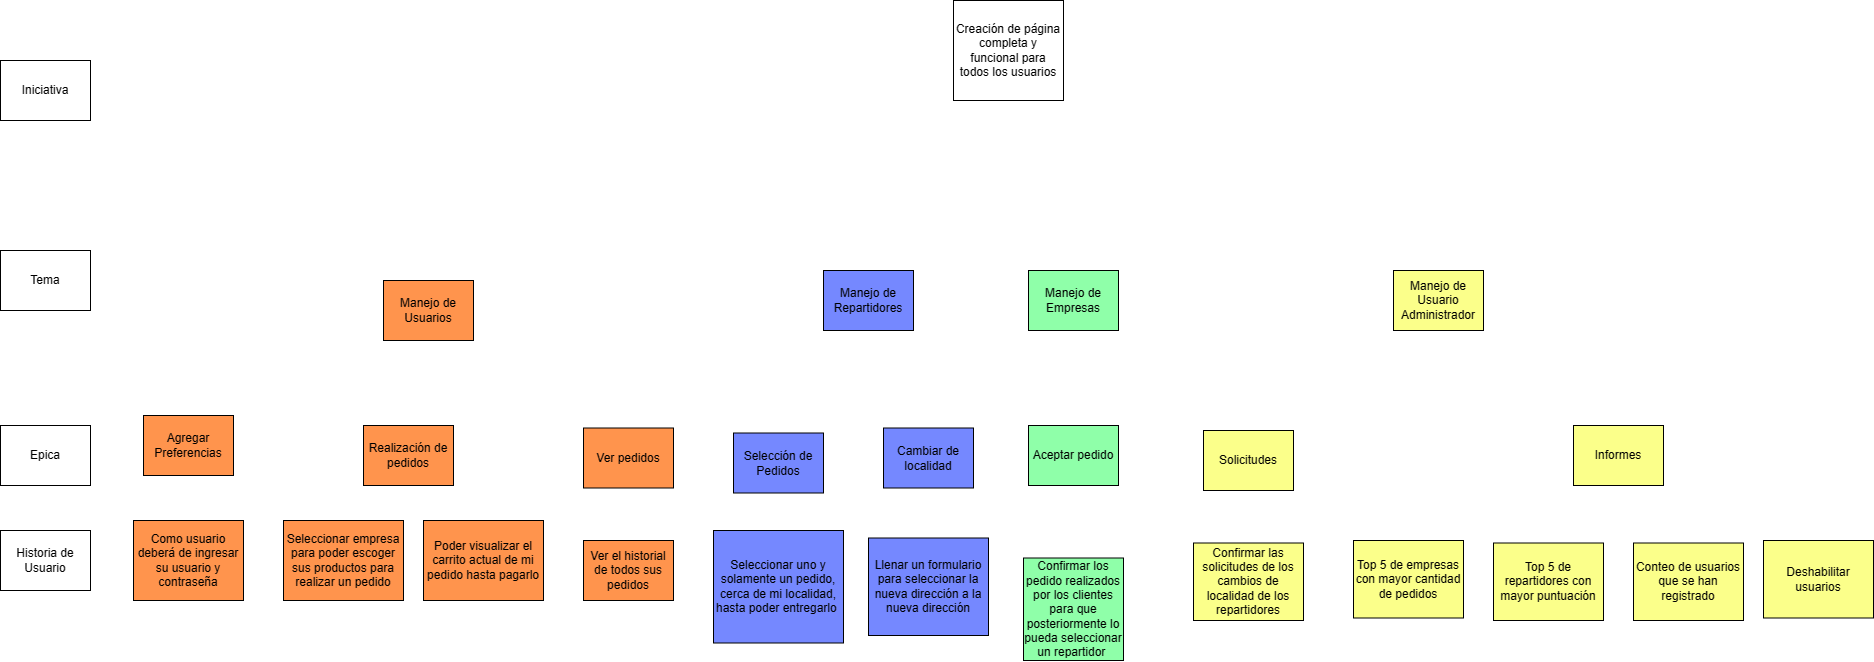 Creación de página
completa y
funcional para
todos los usuarios
Iniciativa
Tema
Manejo de
Usuarios
Manejo de
Repartidores
Manejo de
Empresas
Manejo de
Usuario
Administrador
Epica
Agregar
Preferencias
Realización de
pedidos
Ver pedidos
Selección de
Pedidos
Cambiar de
localidad
Aceptar pedido
Solicitudes
Informes
Historia de
Usuario
Como usuario
deberá de ingresar
su usuario y
contraseña
Seleccionar empresa
para poder escoger
sus productos para
realizar un pedido
Poder visualizar el
carrito actual de mi
pedido hasta pagarlo
Ver el historial
de todos sus
pedidos
Seleccionar uno y
solamente un pedido,
cerca de mi localidad,
hasta poder entregarlo
Llenar un formulario
para seleccionar la
nueva dirección a la
nueva dirección
Confirmar los
pedido realizados
por los clientes
para que
posteriormente lo
pueda seleccionar
un repartidor
Confirmar las
solicitudes de los
cambios de
localidad de los
repartidores
Top 5 de empresas
con mayor cantidad
de pedidos
Top 5 de
repartidores con
mayor puntuación
Conteo de usuarios
que se han
registrado
Deshabilitar
usuarios